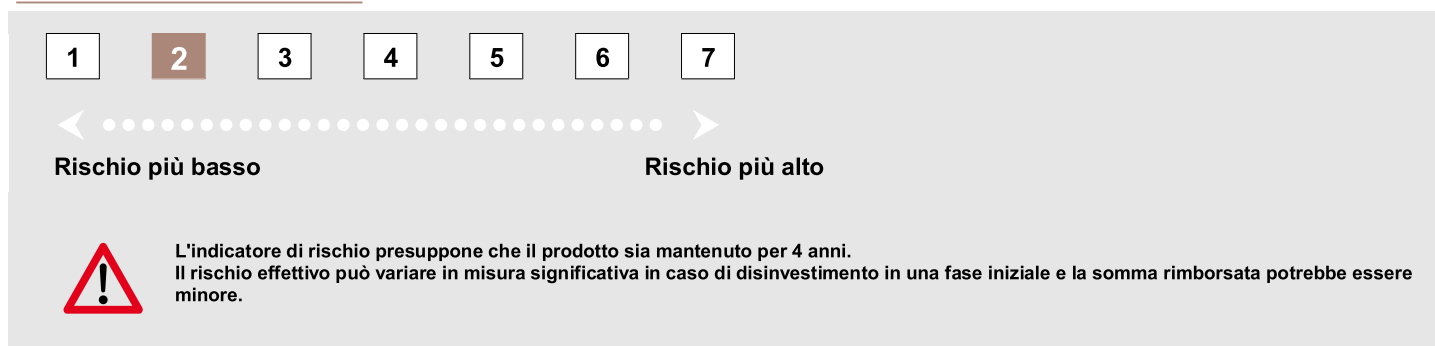 1 2 3 4 5 6 7
Rischio più basso Rischio più alto
L'indicatore di rischio presuppone che il prodotto sia mantenuto per 4 anni.
Il rischio effettivo può variare in misura significativa in caso di disinvestimento in una fase iniziale e la somma rimborsata potrebbe essere
minore.